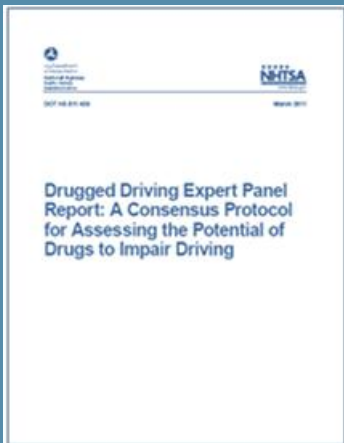 NHTSA
DOT HS 811 438
March 2011
Drugged Driving Expert Panel
Report: A Consensus Protocol
for Assessing the Potential of
Drugs to Impair Driving